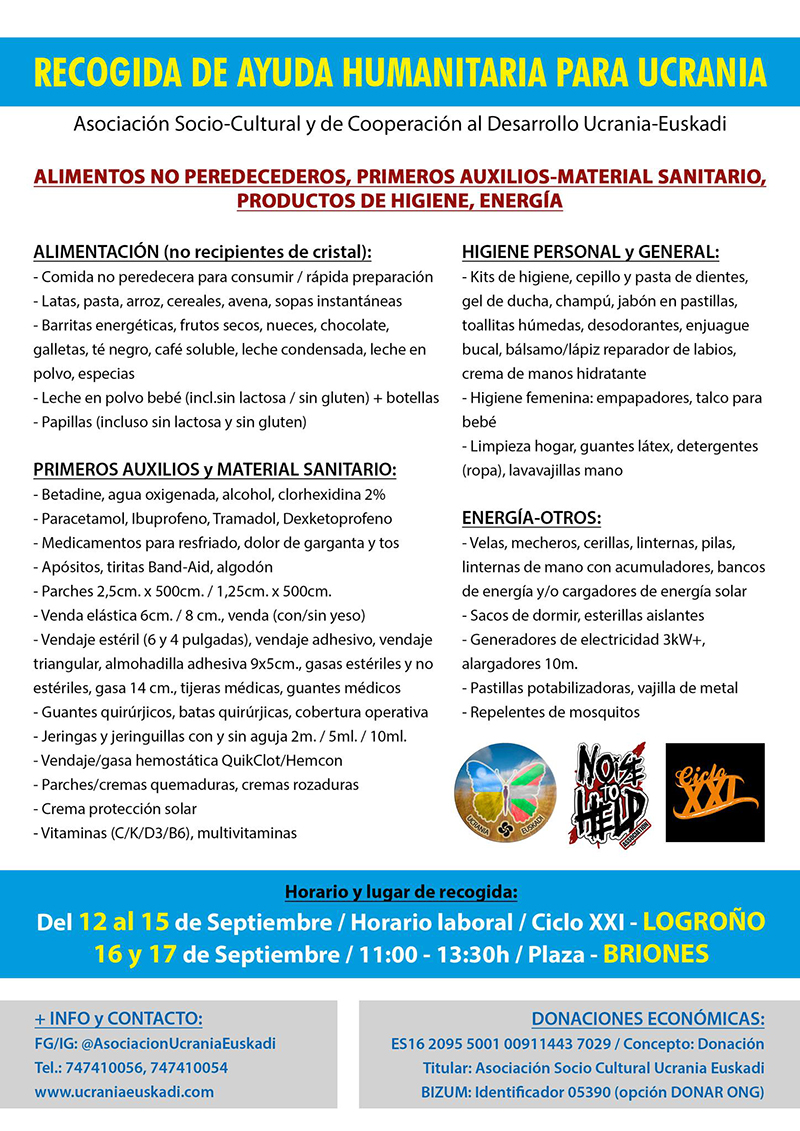 RECOGIDA DE AYUDA HUMANITARIA PARA UCRANIA
Asociación Socio-Cultural y de Cooperación al Desarrollo Ucrania-Euskadi
ALIMENTOS NO PEREDECEDEROS, PRIMEROS AUXILIOS-MATERIAL SANITARIO,
PRODUCTOS DE HIGIENE, ENERGÍA
ALIMENTACIÓN (no recipientes de cristal):
- Comida no peredecera para consumir / rápida preparación
- Latas, pasta, arroz, cereales, avena, sopas instantáneas
- Barritas energéticas, frutos secos, nueces, chocolate,
galletas, té negro, café soluble, leche condensada, leche en
polvo, especias
- Leche en polvo bebé (incl.sin lactosa / sin gluten) + botellas
- Papillas (incluso sin lactosa y sin gluten)
PRIMEROS AUXILIOS y MATERIAL SANITARIO:
- Betadine, agua oxigenada, alcohol, clorhexidina 2%
- Paracetamol, Ibuprofeno, Tramadol, Dexketoprofeno
- Medicamentos para resfriado, dolor de garganta y tos
- Apósitos, tiritas Band-Aid, algodón
- Parches 2,5cm. x 500cm. / 1,25cm. x 500cm.
- Venda elástica 6cm. / 8 cm., venda (con/sin yeso)
- Vendaje estéril (6 y 4 pulgadas), vendaje adhesivo, vendaje
triangular, almohadilla adhesiva 9x5cm., gasas estériles y no
estériles, gasa 14 cm., tijeras médicas, guantes médicos
- Guantes quirúrjicos, batas quirúrjicas, cobertura operativa
- Jeringas y jeringuillas con y sin aguja 2m. / 5ml. / 10ml.
- Vendaje/gasa hemostática QuikClot/Hemcon
- Parches/cremas quemaduras, cremas rozaduras
- Crema protección solar
- Vitaminas (C/K/D3/B6), multivitaminas
HIGIENE PERSONAL y GENERAL:
- Kits de higiene, cepillo y pasta de dientes,
gel de ducha, champú, jabón en pastillas,
toallitas húmedas, desodorantes, enjuague
bucal, bálsamo/lápiz reparador de labios,
crema de manos hidratante
- Higiene femenina: empapadores, talco para
bebé
- Limpieza hogar, guantes látex, detergentes
(ropa), lavavajillas mano
ENERGÍA-OTROS:
- Velas, mecheros, cerillas, linternas, pilas,
linternas de mano con acumuladores, bancos
de energía y/o cargadores de energía solar
- Sacos de dormir, esterillas aislantes
- Generadores de electricidad 3kW+,
alargadores 10m.
- Pastillas potabilizadoras, vajilla de metal
- Repelentes de mosquitos
UCRANIA EUSKADI
NOISE
TO
HELP
ASSOCIATION
Ciclo
XXI
Horario y lugar de recogida:
Del 12 al 15 de Septiembre / Horario laboral / Ciclo XXI - LOGROÑO
16 y 17 de Septiembre / 11:00 - 13:30h / Plaza - BRIONES
+ INFO y CONTACTO:
FG/IG: @AsociacionUcraniaEuskadi
Tel.: 747410056, 747410054
www.ucraniaeuskadi.com
DONACIONES ECONÓMICAS:
ES16 2095 5001 00911443 7029 / Concepto: Donación
Titular: Asociación Socio Cultural Ucrania Euskadi
BIZUM: Identificador 05390 (opción DONAR ONG)